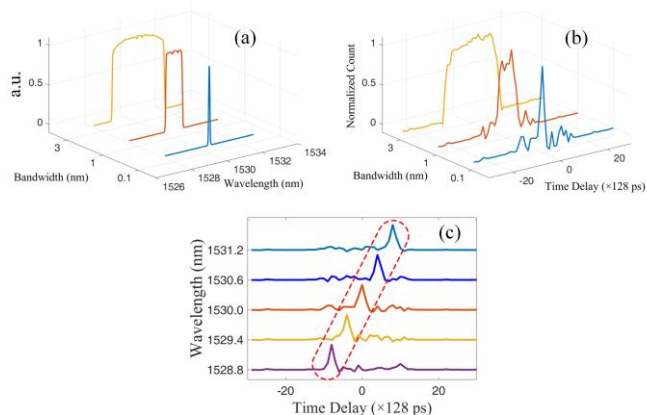 (a)
1
0.5
0
a.u.
3
1
0.1
Bandwidth (nm)
1526
1528
1530
1532
1534
Wavelength (nm)
(b)
1
0.5
0
Normalized Count
3
1
0.1
Bandwidth (nm)
-20
0
20
Time Delay (×128 ps)
(c)
1531.2
1530.6
1530.0
1529.4
1528.8
Wavelength (nm)
-20
0
20
Time Delay (×128 ps)